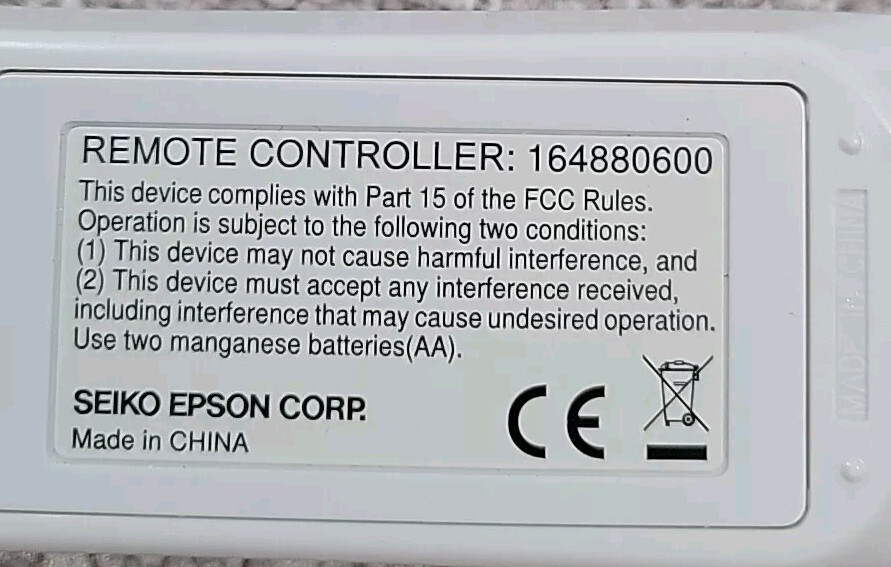 REMOTE CONTROLLER: 164880600
This device complies with Part 15 of the FCC Rules.
Operation is subject to the following two conditions:
(1) This device may not cause harmful interference, and
(2) This device must accept any interference received,
including interference that may cause undesired operation.
Use two manganese batteries(AA).
SEIKO EPSON CORP.
Made in CHINA
CE
MADE IN CHINA